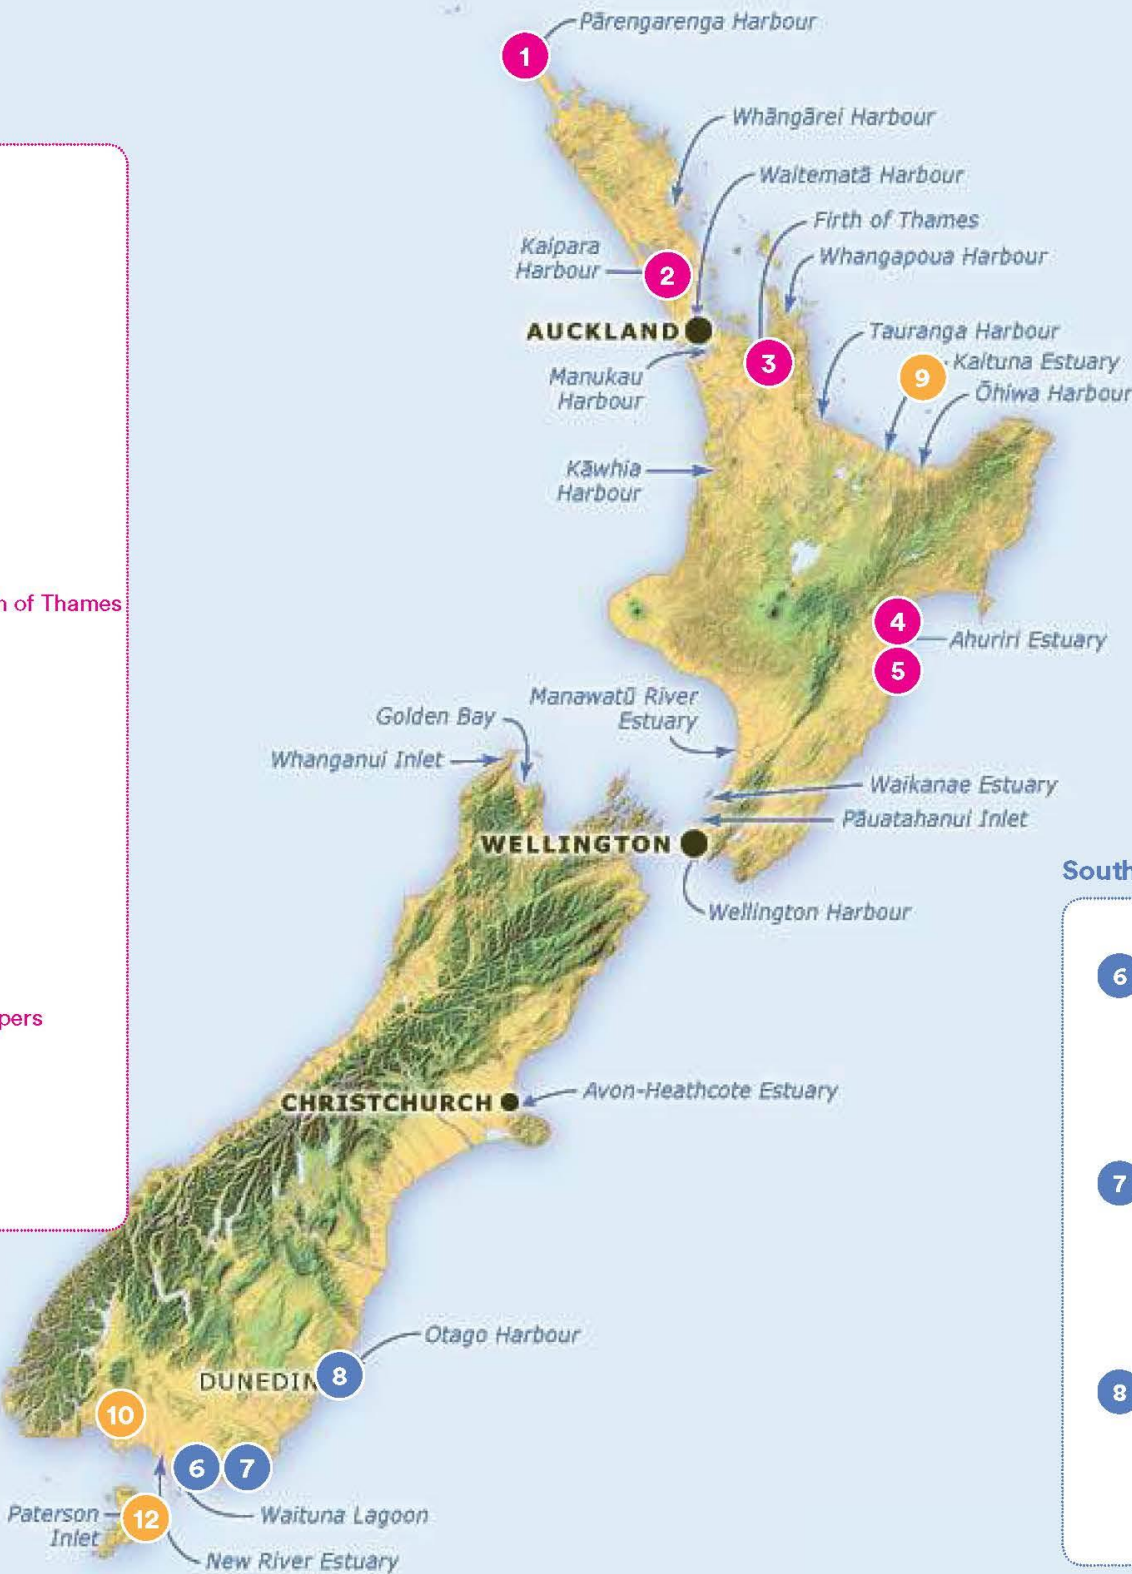 Pārengarenga Harbour
1
Whāngārei Harbour
Waitematā Harbour
Firth of Thames
Kaipara
Harbour
2
Whangapoua Harbour
AUCKLAND
Tauranga Harbour
3
Kaituna Estuary
9
Manukau
Harbour
Ōhiwa Harbour
Kāwhia
Harbour
n of Thames
4
Ahuriri Estuary
5
Manawatū River
Estuary
Golden Bay
Whanganui Inlet
Waikanae Estuary
Pāuatahanui Inlet
WELLINGTON
South
Wellington Harbour
6
pers
CHRISTCHURCH
Avon-Heathcote Estuary
7
Otago Harbour
DUNEDIN
8
8
10
6
7
Paterson
Inlet
12
Waituna Lagoon
New River Estuary